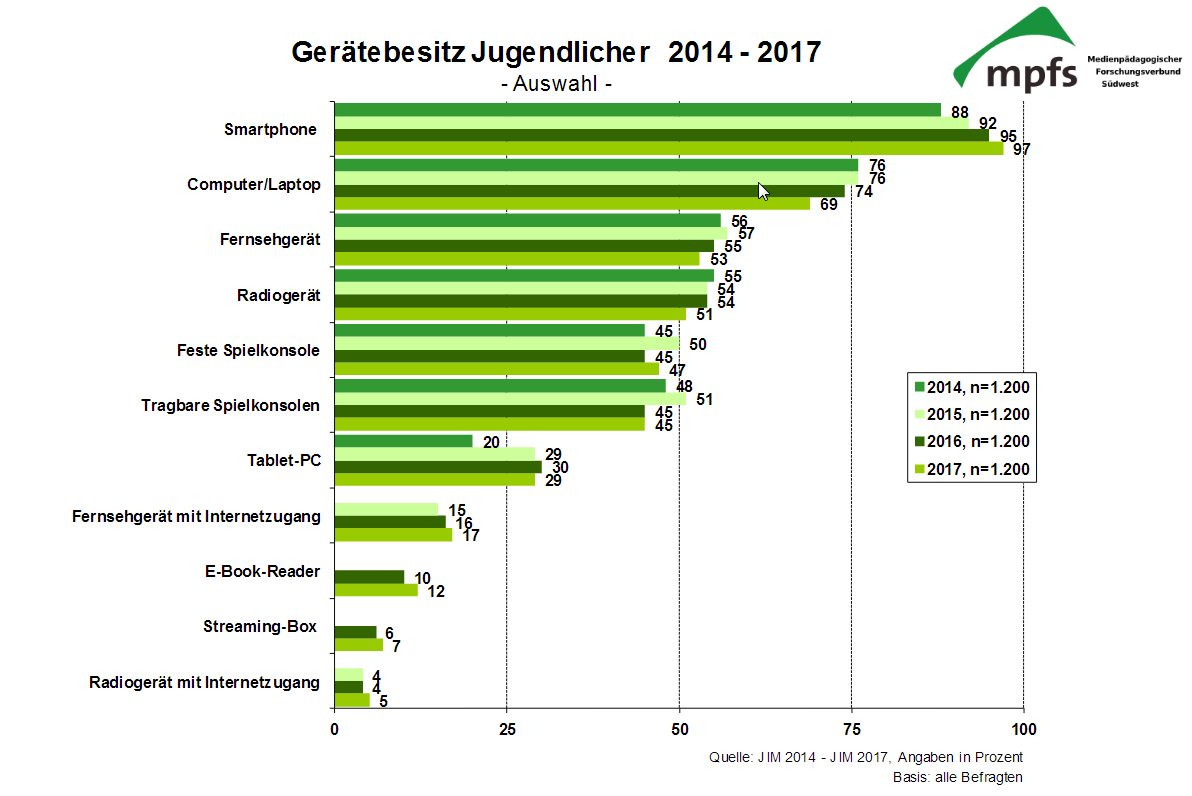 Gerätebesitz Jugendlicher 2014 - 2017
- Auswahl -
mpfs
Medienpädagogischer
Forschungsverbund
Südwest
Smartphone
88
92
95
97
Computer/Laptop
76
76
74
69
Fernsehgerät
56
57
55
53
Radiogerät
55
54
54
51
Feste Spielkonsole
45
50
45
47
Tragbare Spielkonsolen
48
51
45
45
Tablet-PC
20
29
30
29
Fernsehgerät mit Internetzugang
15
16
17
E-Book-Reader
10
12
Streaming-Box
6
7
Radiogerät mit Internetzugang
4
4
5
2014, n=1.200
2015, n=1.200
2016, n=1.200
2017, n=1.200
0 25 50 75 100
Quelle: JIM 2014 - JIM 2017, Angaben in Prozent
Basis: alle Befragten